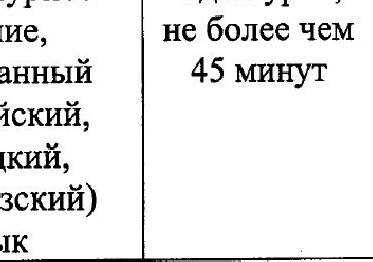 ние,
анный
йский,
цкий,
зский)
ык
не более чем
45 минут